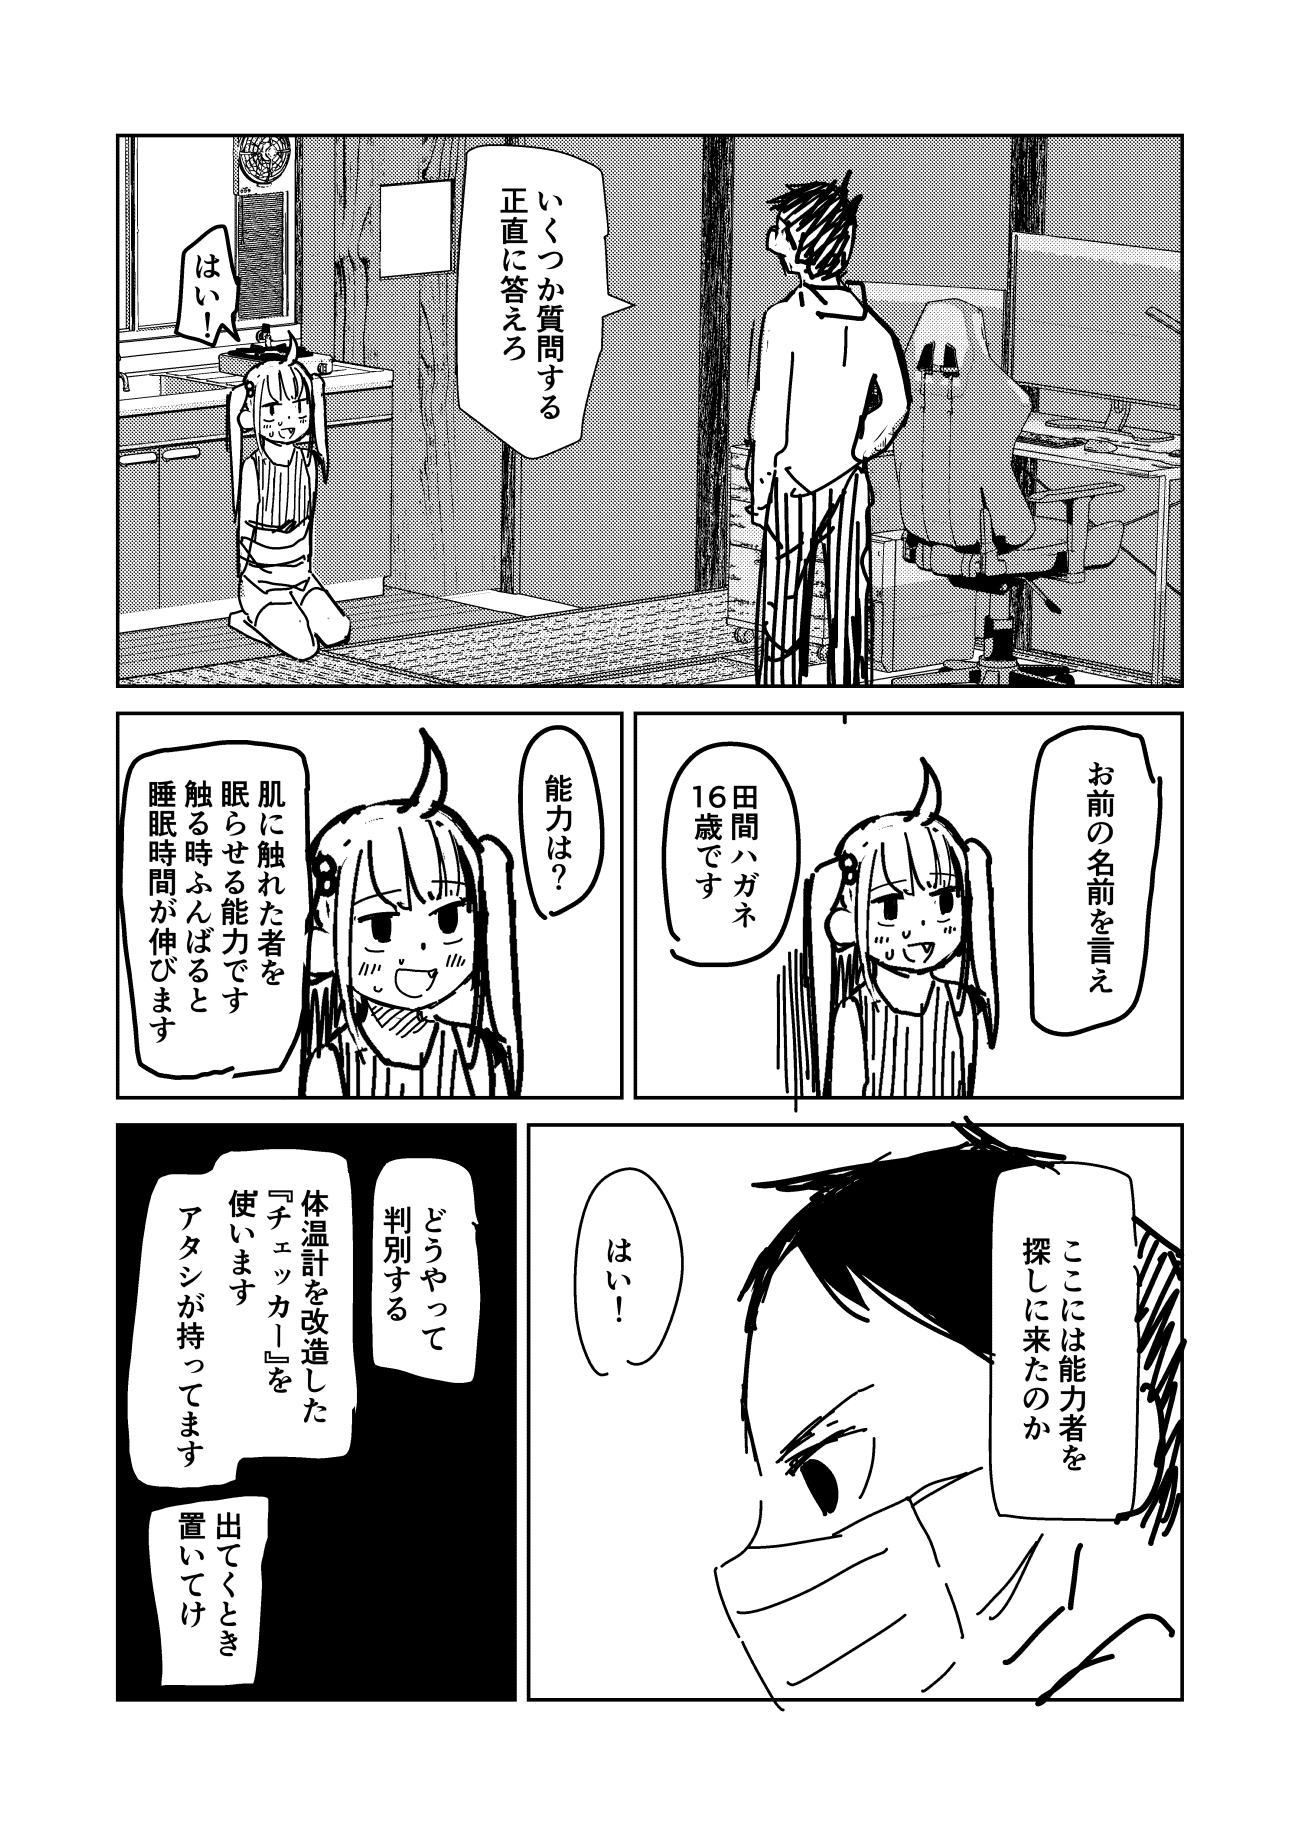 いくつか質問する
正直に答えろ
はい!
お前の名前を言え
田間ハガネ
16歳です
能力は?
肌に触れた者を
眠らせる能力です
触る時ふんばると
睡眠時間が伸びます
ここには能力者を
探しに来たのか
はい!
どうやって
判別する
体温計を改造した
『チェッカー』を
使います
アタシが持ってます
出てくとき
置いてけ